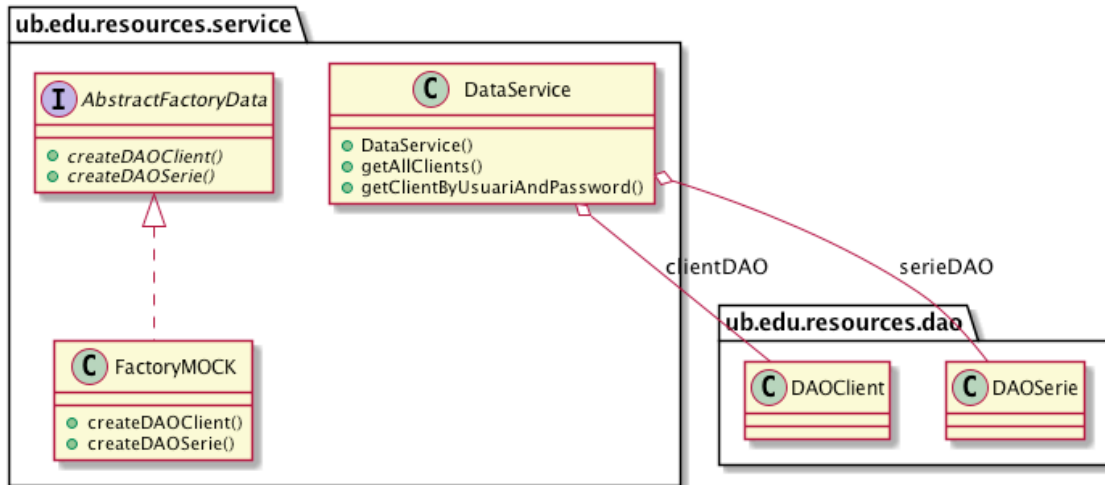 ub.edu.resources.service
I AbstractFactoryData
createDAOClient()
createDAOSerie()
C DataService
DataService()
getAllClients()
getClientByUsuariAndPassword()
clientDAO
serieDAO
C FactoryMOCK
createDAOClient()
createDAOSerie()
ub.edu.resources.dao
C DAOClient
C DAOSerie